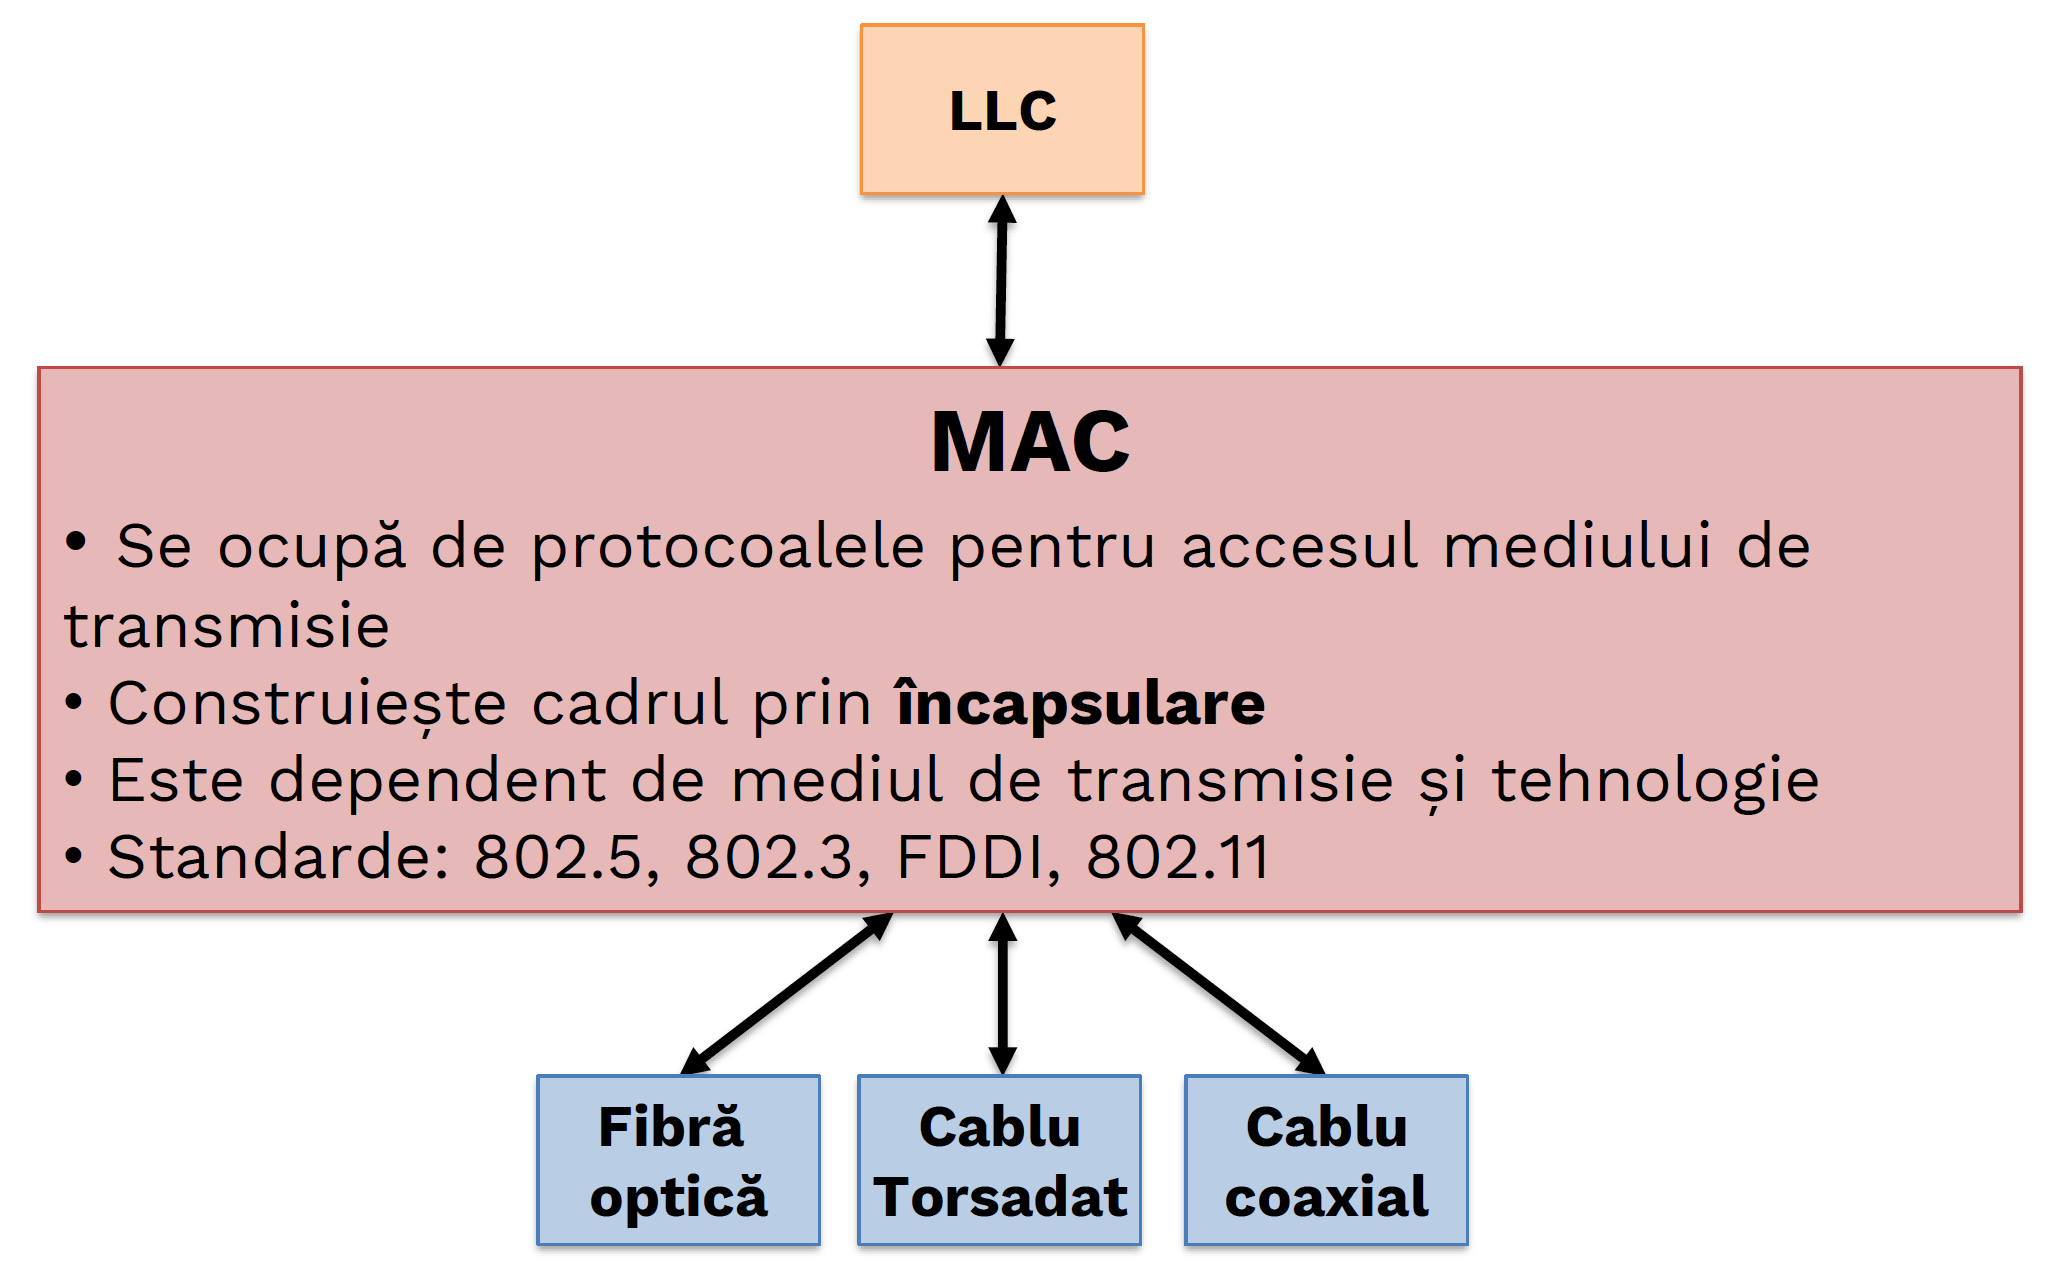 LLC
MAC
• Se ocupă de protocoalele pentru accesul mediului de
transmisie
• Construiește cadrul prin încapsulare
• Este dependent de mediul de transmisie și tehnologie
• Standarde: 802.5, 802.3, FDDI, 802.11
Fibră
optică
Cablu
Torsadat
Cablu
coaxial